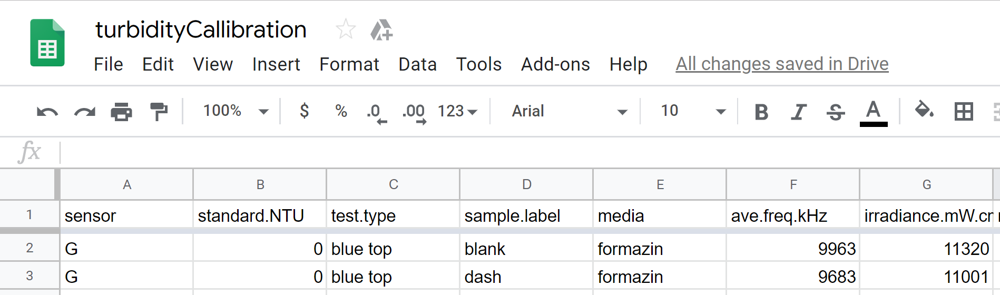 turbidityCallibration
File Edit View Insert Format Data Tools Add-ons Help All changes saved in Drive
100% $ % .0 .00 123 Arial 10 B I S A
fx
A B C D E F G
1 sensor standard.NTU test.type sample.label media ave.freq.kHz irradiance.mW.cm
2 G 0 blue top blank formazin 9963 11320
3 G 0 blue top dash formazin 9683 11001